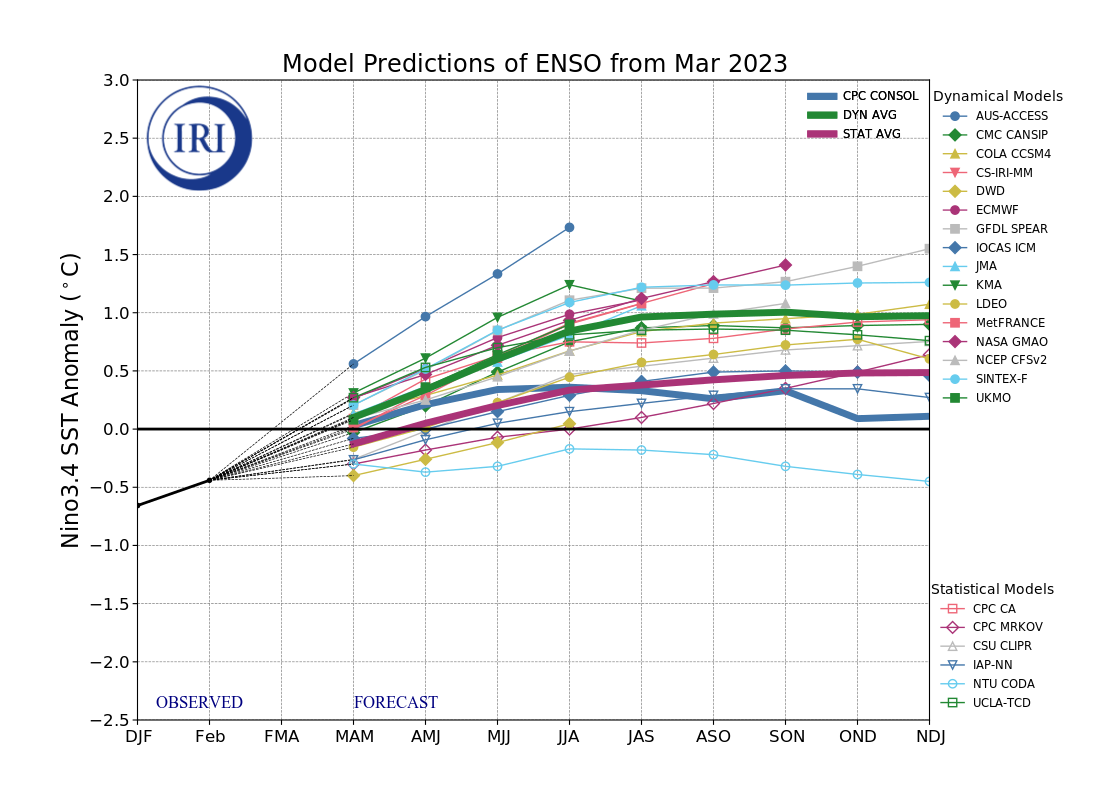 Model Predictions of ENSO from Mar 2023
IRI
CPC CONSOL
DYN AVG
STAT AVG
Nino3.4 SST Anomaly (°C)
3.0
2.5
2.0
1.5
1.0
0.5
0.0
−0.5
−1.0
−1.5
−2.0
−2.5
OBSERVED
FORECAST
DJF Feb FMA MAM AMJ MJJ JJA JAS ASO SON OND NDJ
Dynamical Models
AUS-ACCESS
CMC CANSIP
COLA CCSM4
CS-IRI-MM
DWD
ECMWF
GFDL SPEAR
IOCAS ICM
JMA
KMA
LDEO
MetFRANCE
NASA GMAO
NCEP CFSv2
SINTEX-F
UKMO
Statistical Models
CPC CA
CPC MRKOV
CSU CLIPR
IAP-NN
NTU CODA
UCLA-TCD